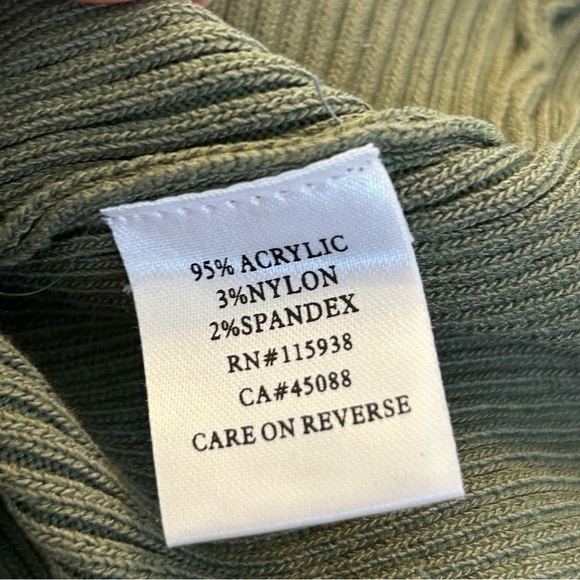 95% ACRYLIC
3%NYLON
2%SPANDEX
RN#115938
CA#45088
CARE ON REVERSE